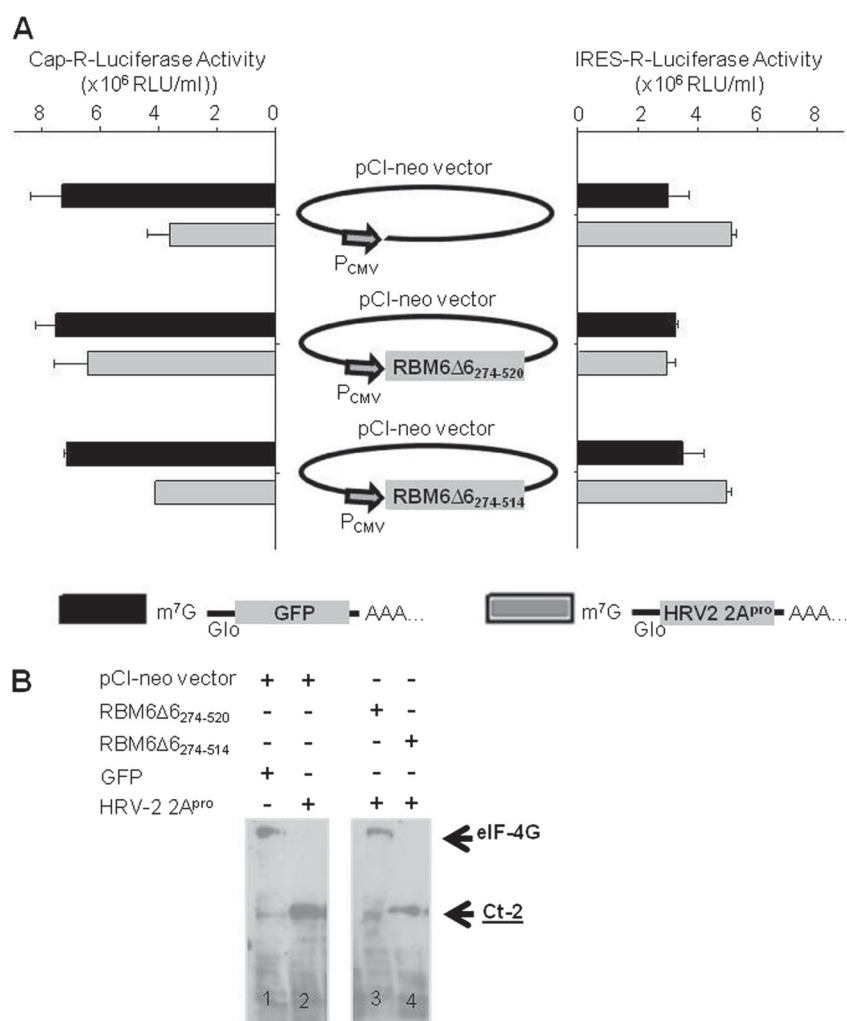 A
Cap-R-Luciferase Activity
(x10⁶ RLU/ml))
8 6 4 2 0
IRES-R-Luciferase Activity
(x10⁶ RLU/ml)
0 2 4 6 8
pCI-neo vector
P_CMV
pCI-neo vector
RBM6Δ6₂₇₄₋₅₂₀
P_CMV
pCI-neo vector
RBM6Δ6₂₇₄₋₅₁₄
P_CMV
m⁷G GFP AAA...
Glo
m⁷G HRV2 2Aᵖʳᵒ AAA...
Glo
B
pCI-neo vector + + - -
RBM6Δ6₂₇₄₋₅₂₀ - - + -
RBM6Δ6₂₇₄₋₅₁₄ - - - +
GFP + - - -
HRV-2 2Aᵖʳᵒ - + + +
eIF-4G
Ct-2
1 2 3 4